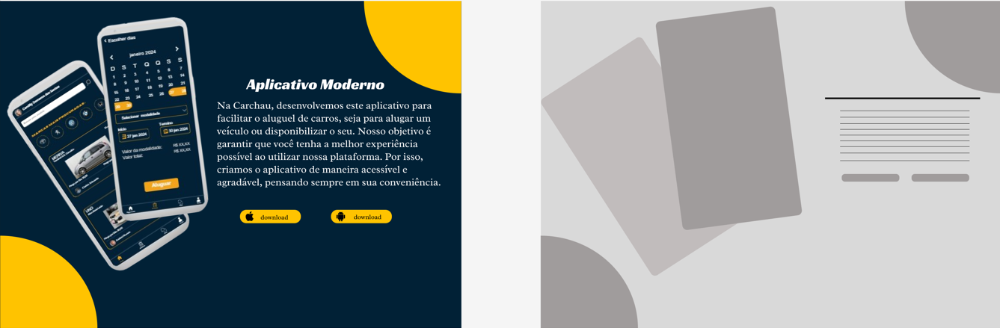 Escolher dias
janeiro 2024
D S T Q Q S S
1 2 3 4 5 6 7
8 9 10 11 12 13 14
15 16 17 18 19 20 21
22 23 24 25 26 27 28
29 30
Selecionar modalidade
Início
Termino
27 jan 2024
30 jan 2024
Valor da modalidade: R$ XX,XX
Valor total: R$ XX,XX
Alugar
MARCAS MAIS PROCURADAS:
UNO
Aplicativo Moderno
Na Carchau, desenvolvemos este aplicativo para
facilitar o aluguel de carros, seja para alugar um
veículo ou disponibilizar o seu. Nosso objetivo é
garantir que você tenha a melhor experiência
possível ao utilizar nossa plataforma. Por isso,
criamos o aplicativo de maneira acessível e
agradável, pensando sempre em sua conveniência.
download
download